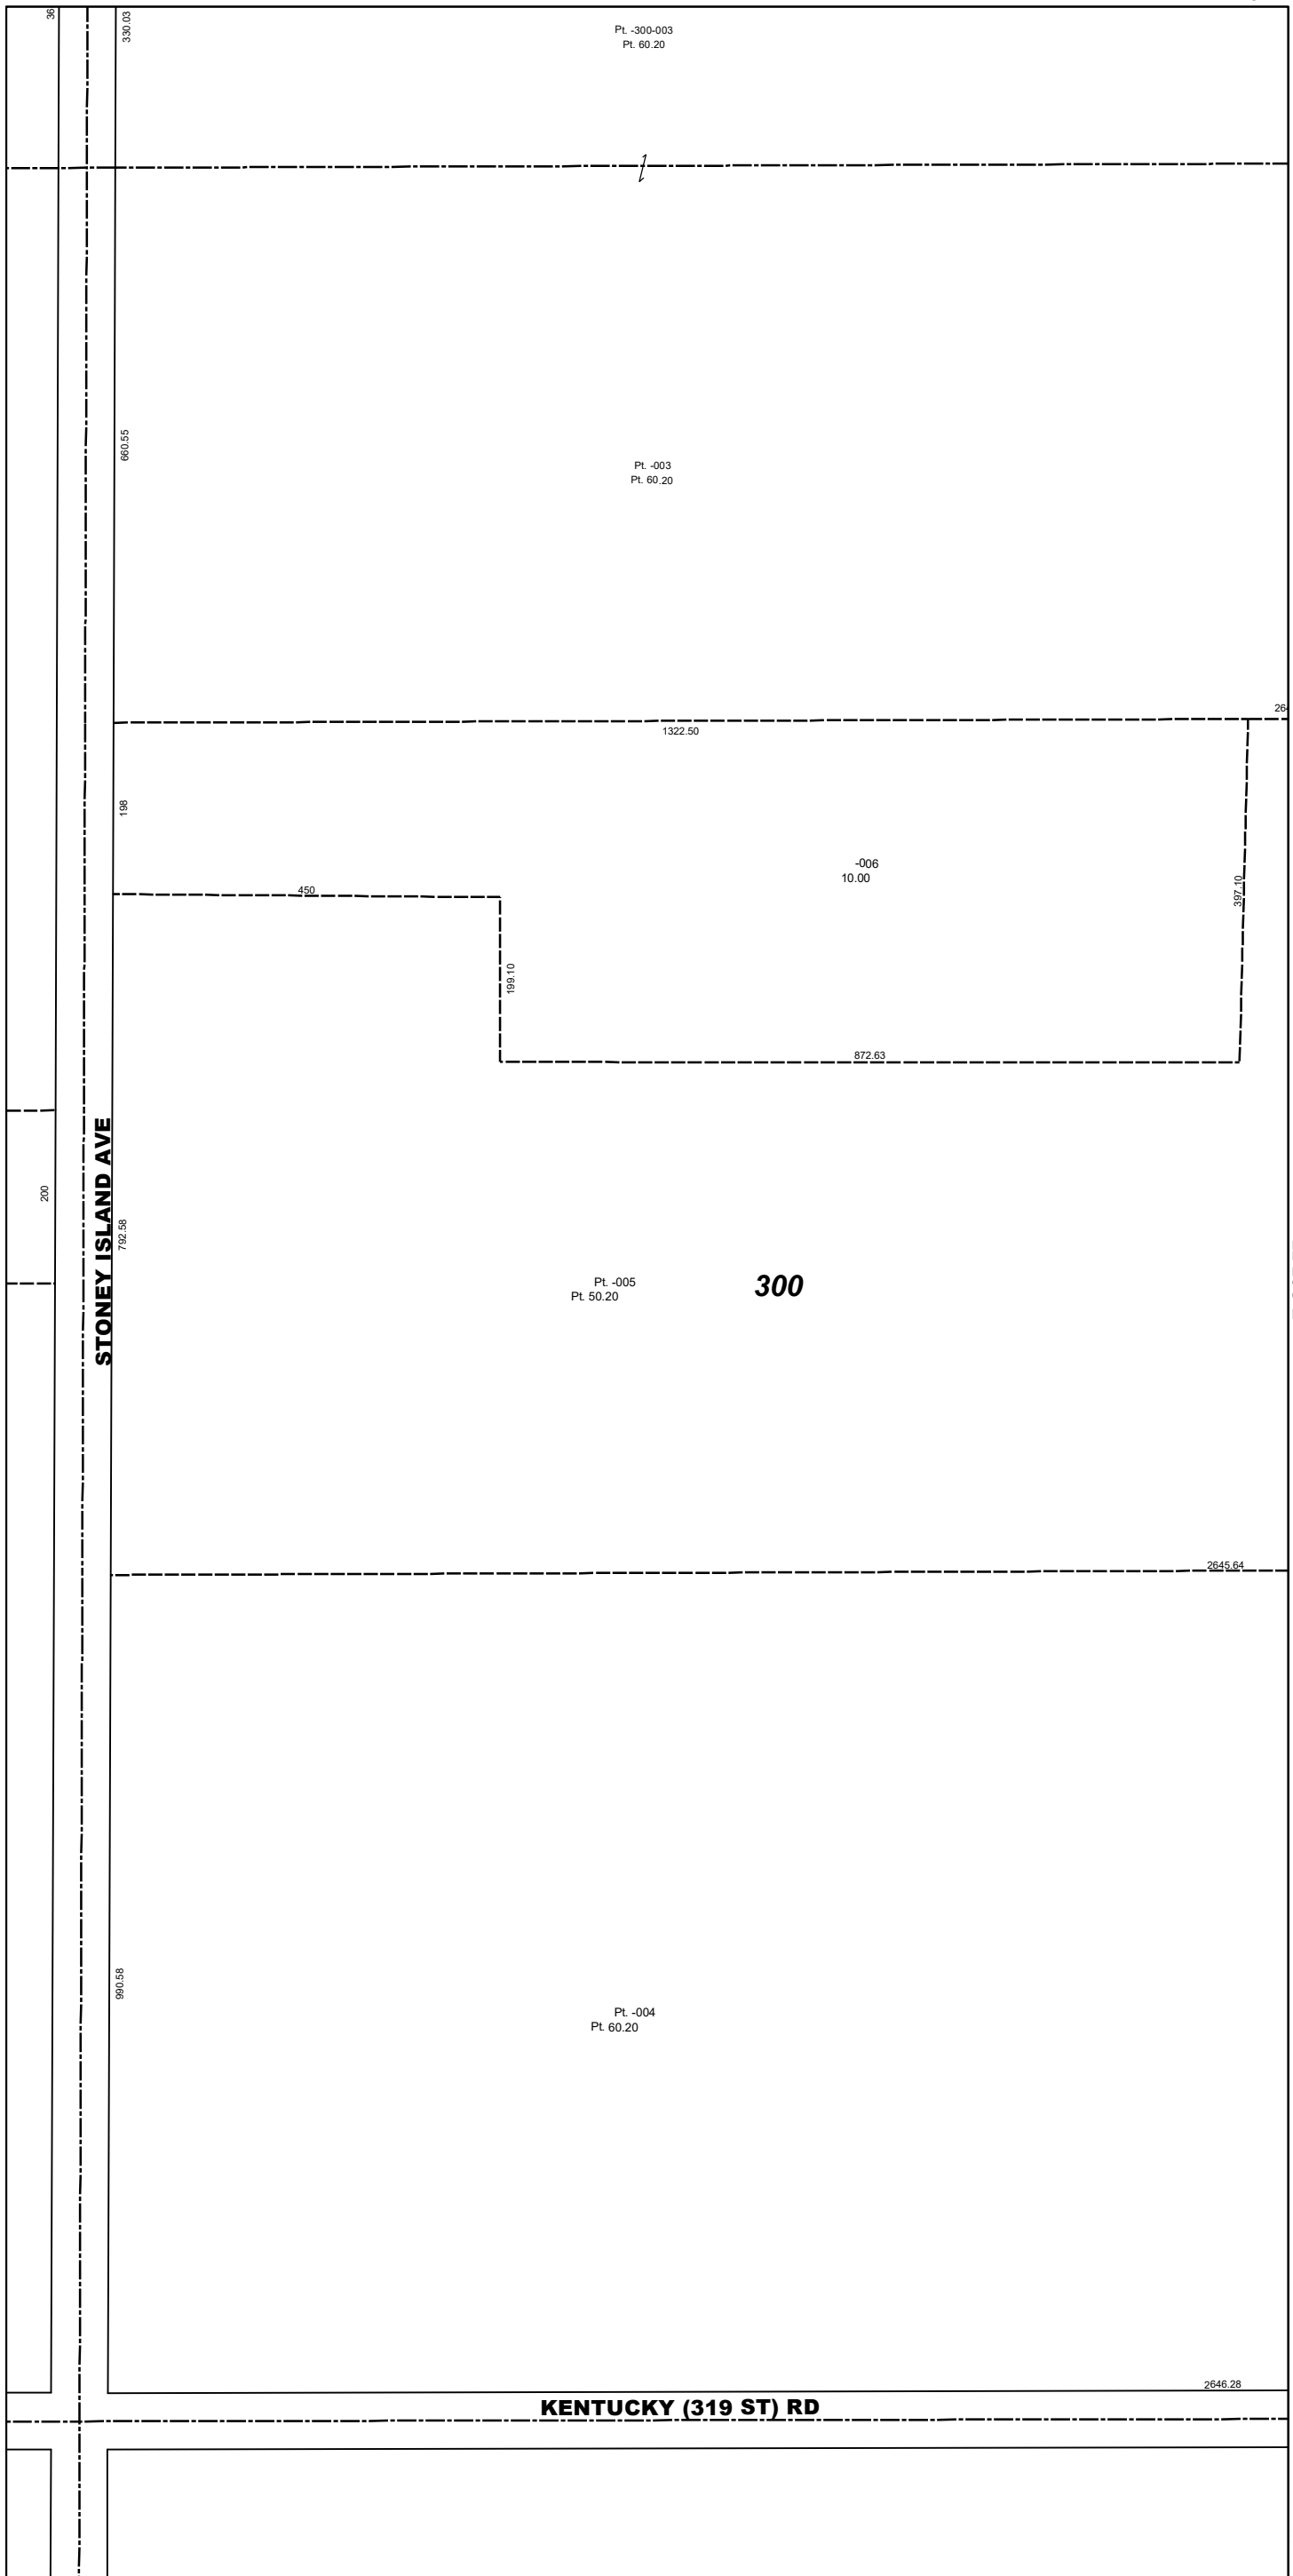 36
330.03
Pt. -300-003
Pt. 60.20
660.55
Pt. -003
Pt. 60.20
1322.50
198
-006
10.00
397.10
450
199.10
872.63
STONEY ISLAND AVE
200
792.58
Pt. -005
Pt. 50.20
300
2645.64
990.58
Pt. -004
Pt. 60.20
2646.28
KENTUCKY (319 ST) RD